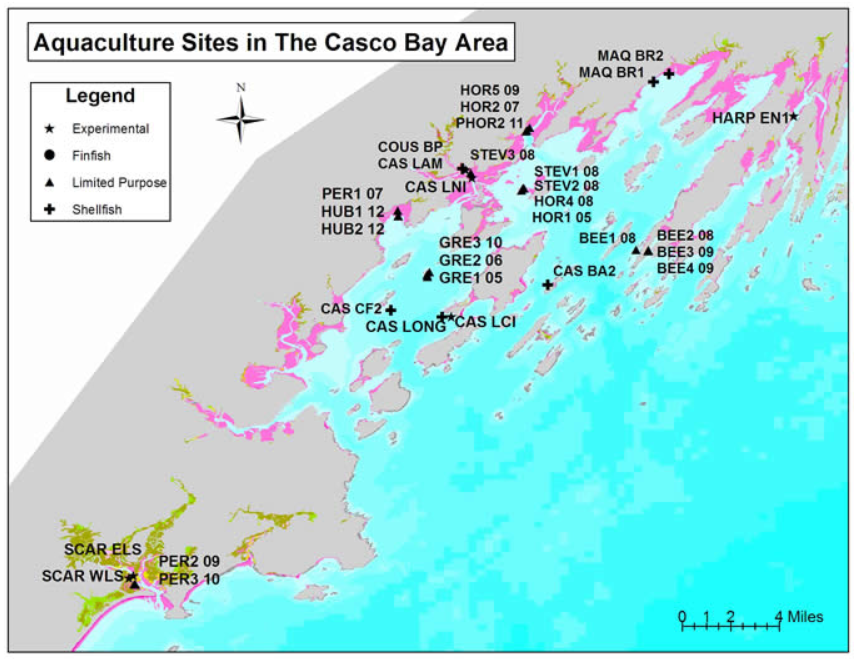 Aquaculture Sites in The Casco Bay Area
Legend
Experimental
Finfish
Limited Purpose
Shellfish
N
MAQ BR2
MAQ BR1
HARP EN1
HOR5 09
HOR2 07
PHOR2 11
COUS BP
CAS LAM
STEV3 08
CAS LNI
STEV1 08
STEV2 08
HOR4 08
HOR1 05
PER1 07
HUB1 12
HUB2 12
GRE3 10
GRE2 06
GRE1 05
BEE1 08
BEE2 08
BEE3 09
BEE4 09
CAS BA2
CAS CF2
CAS LONG
CAS LCI
SCAR ELS
SCAR WLS
PER2 09
PER3 10
0 1 2 4 Miles